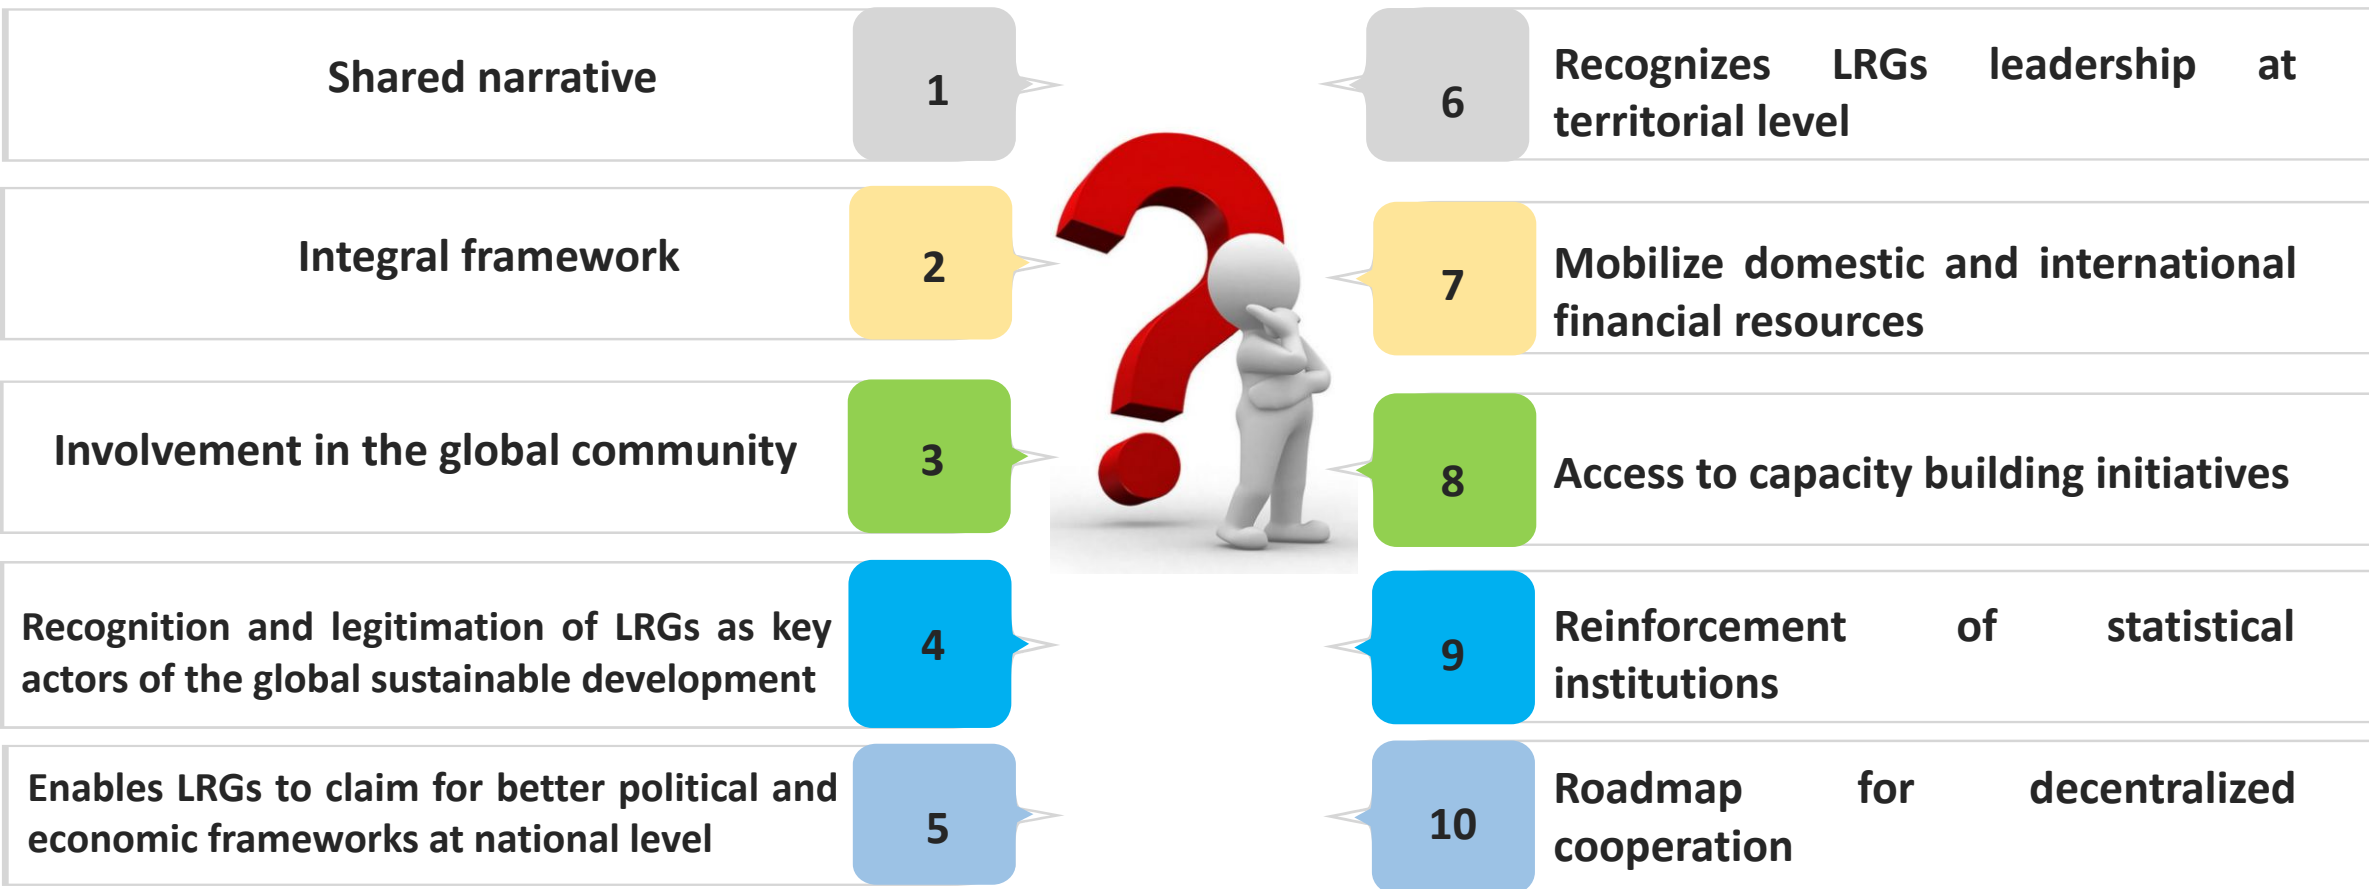 Shared narrative
1
Integral framework
2
Involvement in the global community
3
Recognition and legitimation of LRGs as key
actors of the global sustainable development
4
Enables LRGs to claim for better political and
economic frameworks at national level
5
6
Recognizes LRGs leadership at
territorial level
7
Mobilize domestic and international
financial resources
8
Access to capacity building initiatives
9
Reinforcement of statistical
institutions
10
Roadmap for decentralized
cooperation